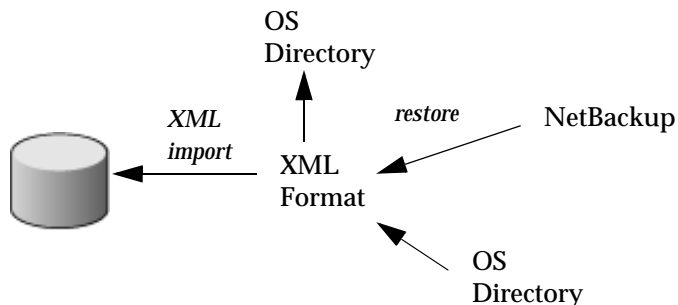 OS
Directory
XML
import
restore
NetBackup
XML
Format
OS
Directory